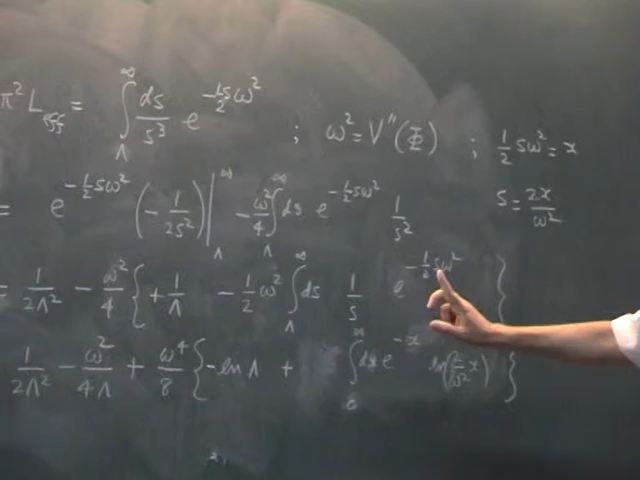 π² L_eff = ∫_Λ^∞ ds/s³ e^{-½sω²} ; ω² = V''(Φ) ; ½sω² = x
= e^{-½sω²} (-1/2s²)|_Λ^∞ - ω²/4 ∫_Λ^∞ ds e^{-½sω²} 1/s² s = 2x/ω²
= 1/2Λ² - ω²/4 { +1/Λ - ½ω² ∫_Λ^∞ ds 1/s e^{-½sω²} }
1/2Λ² - ω²/4Λ + ω⁴/8 { -ln Λ + ∫_0^∞ dx e^{-x} ln(2/ω² x) }